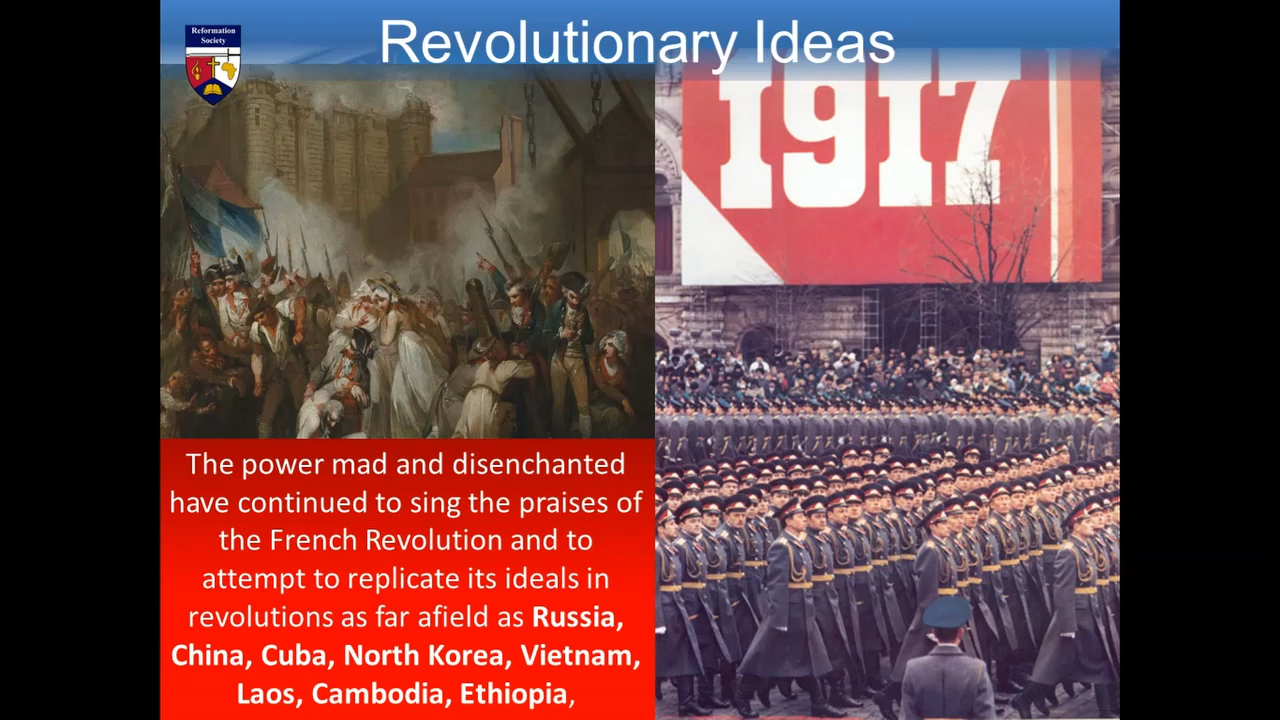 Reformation
Society
Revolutionary Ideas
1917
The power mad and disenchanted
have continued to sing the praises of
the French Revolution and to
attempt to replicate its ideals in
revolutions as far afield as Russia,
China, Cuba, North Korea, Vietnam,
Laos, Cambodia, Ethiopia,